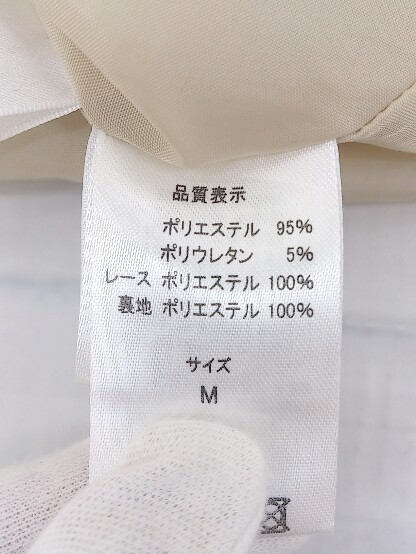 品質表示
ポリエステル 95%
ポリウレタン 5%
レース ポリエステル 100%
裏地 ポリエステル 100%
サイズ
M